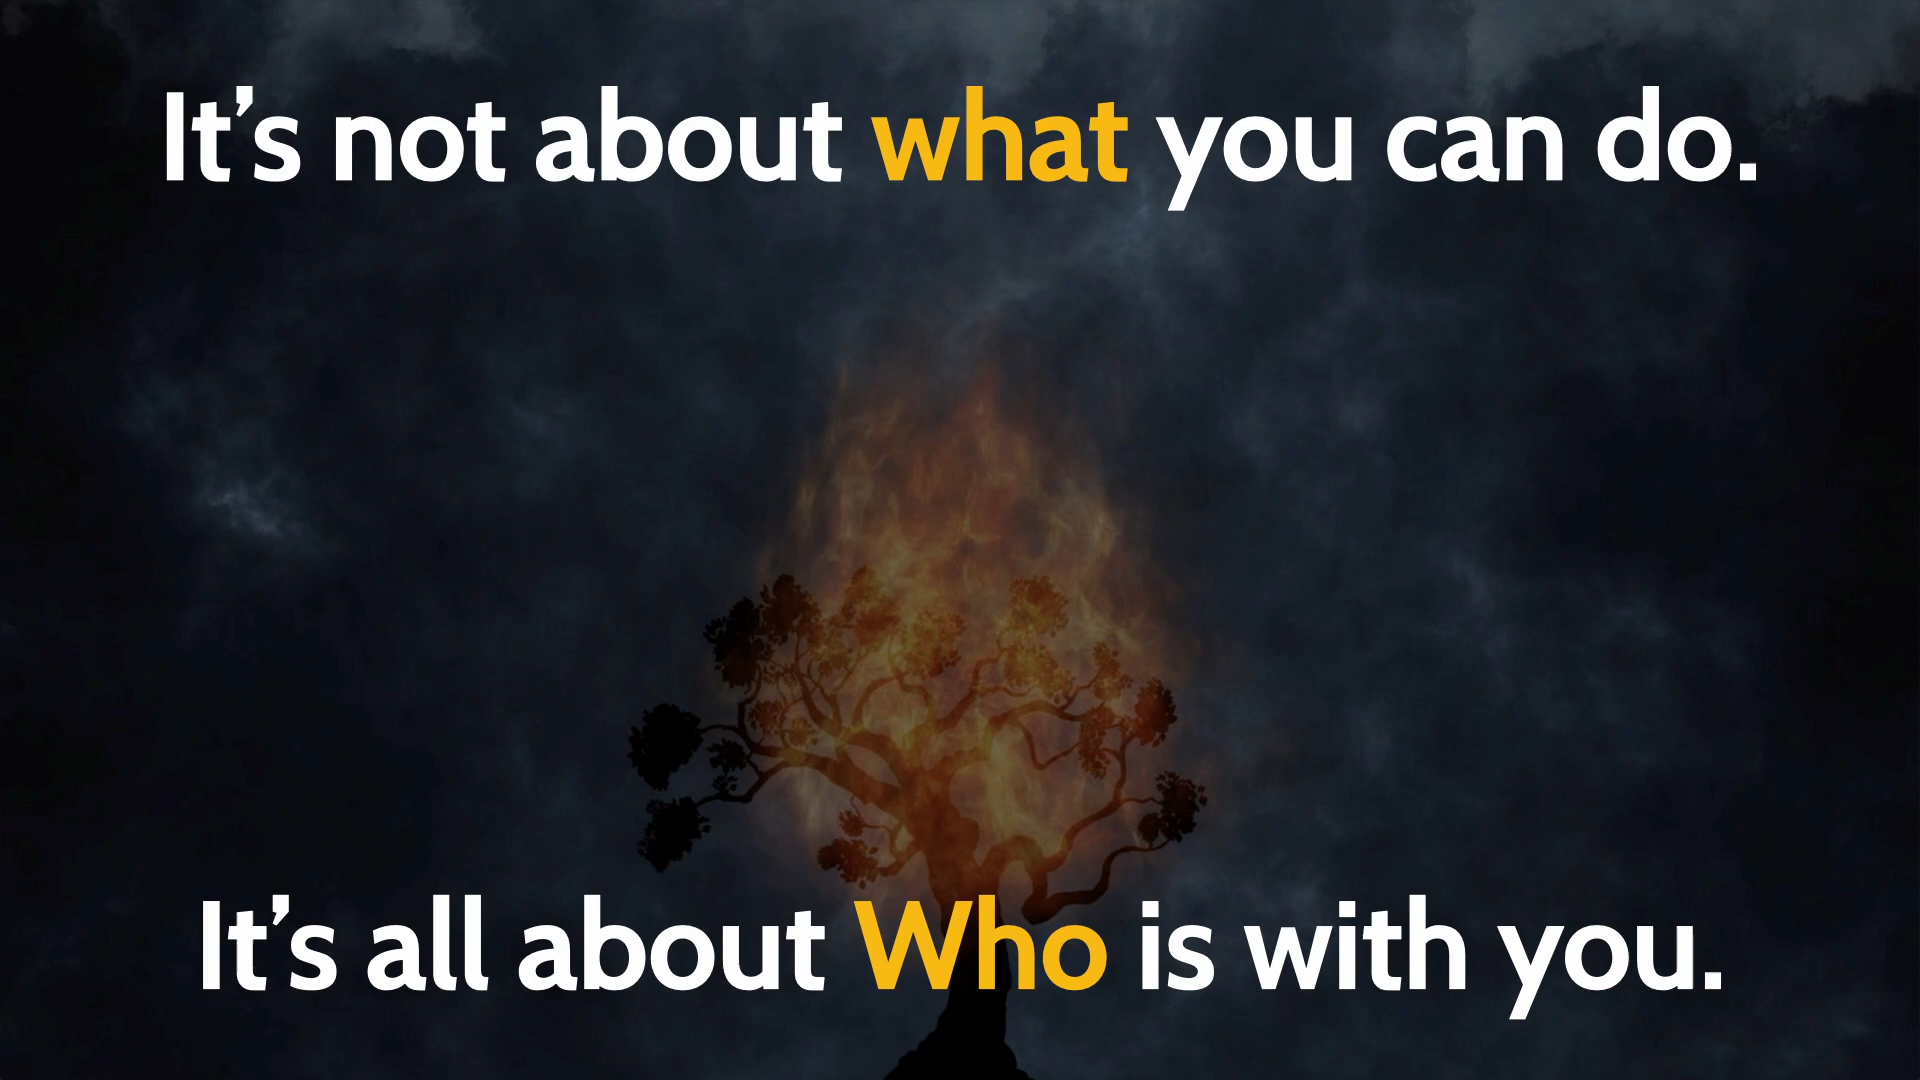 It’s not about what you can do.
It’s all about Who is with you.